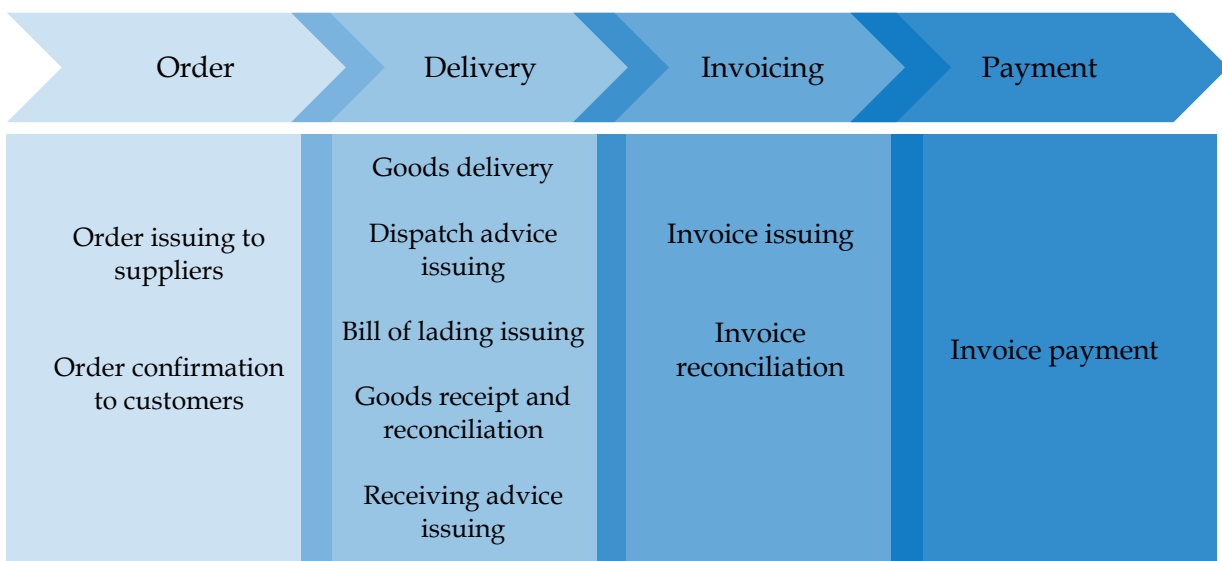 Order
Delivery
Invoicing
Payment
Order issuing to
suppliers
Order confirmation
to customers
Goods delivery
Dispatch advice
issuing
Bill of lading issuing
Goods receipt and
reconciliation
Receiving advice
issuing
Invoice issuing
Invoice
reconciliation
Invoice payment